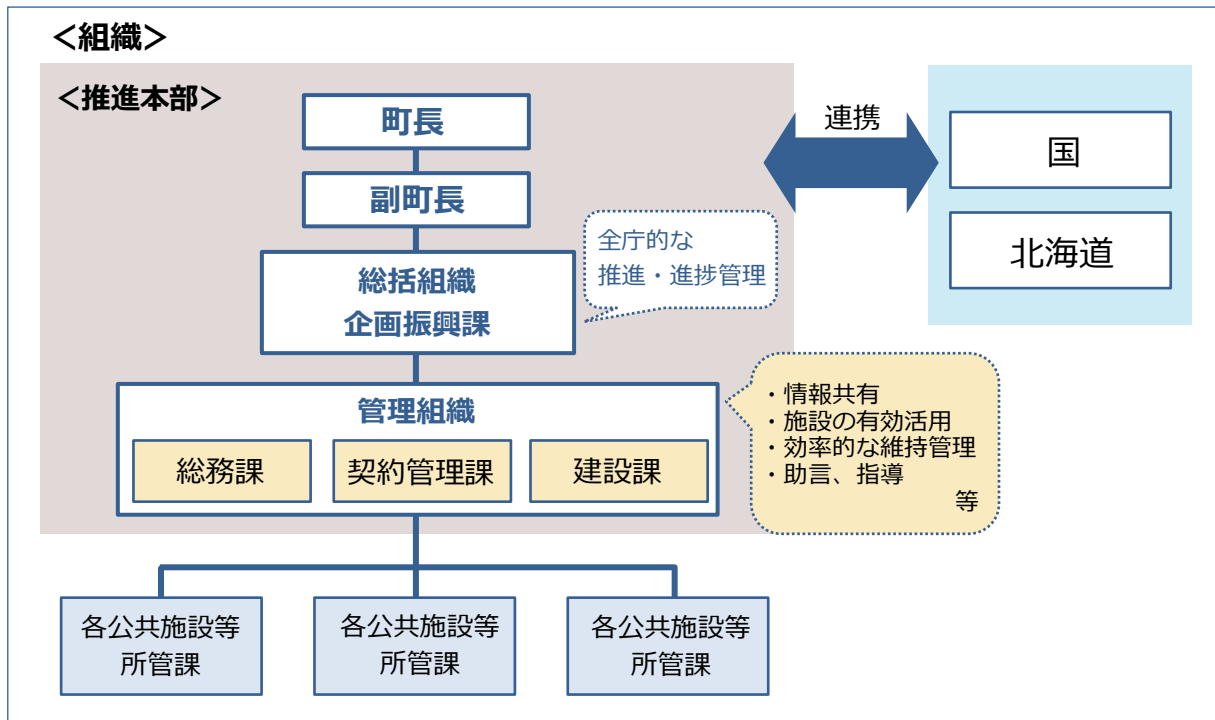 ＜組織＞
＜推進本部＞
町長
副町長
総括組織
企画振興課
全庁的な
推進・進捗管理
連携
国
北海道
管理組織
総務課
契約管理課
建設課
・情報共有
・施設の有効活用
・効率的な維持管理
・助言、指導
等
各公共施設等
所管課
各公共施設等
所管課
各公共施設等
所管課